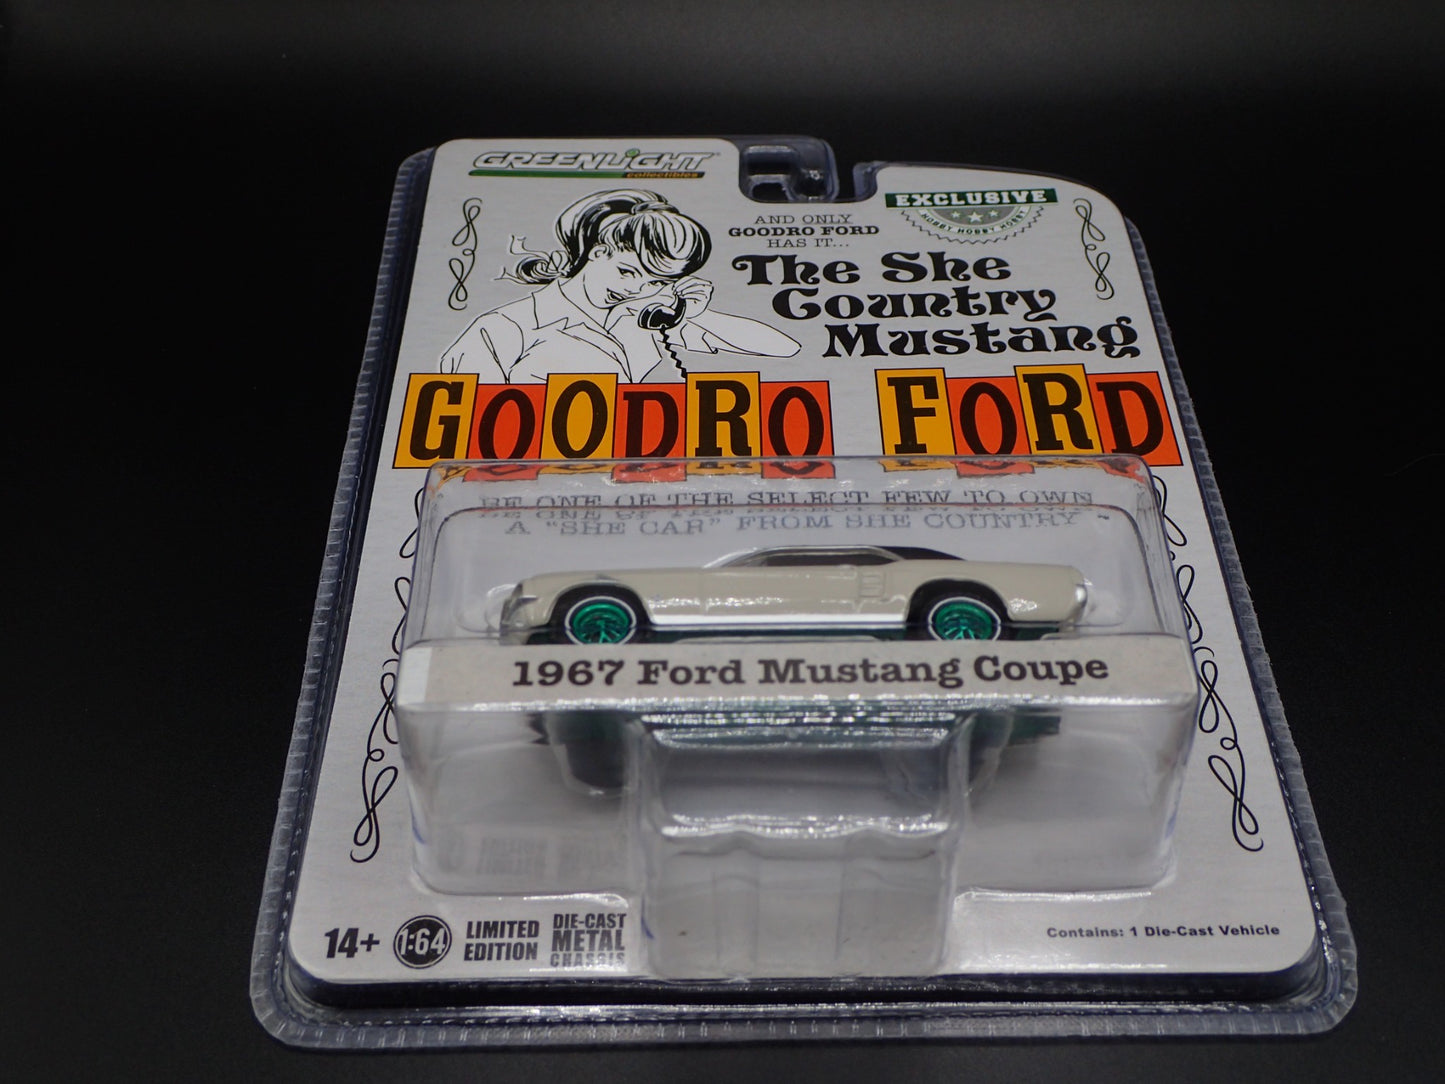 GREENLiGHT
collectibles
EXCLUSIVE
HOBBY HOBBY HOBBY
AND ONLY
GOODRO FORD
HAS IT...
The She
Country
Mustang
GOODRO FORD
BE ONE OF THE SELECT FEW TO OWN
A "SHE CAR" FROM SHE COUNTRY
1967 Ford Mustang Coupe
14+
1:64
LIMITED
EDITION
DIE-CAST
METAL
CHASSIS
Contains: 1 Die-Cast Vehicle